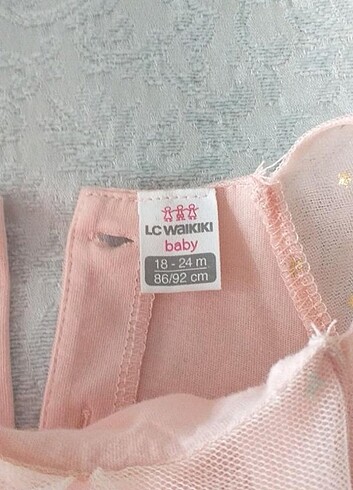 LC WAIKIKI
baby
18 - 24 m
86/92 cm